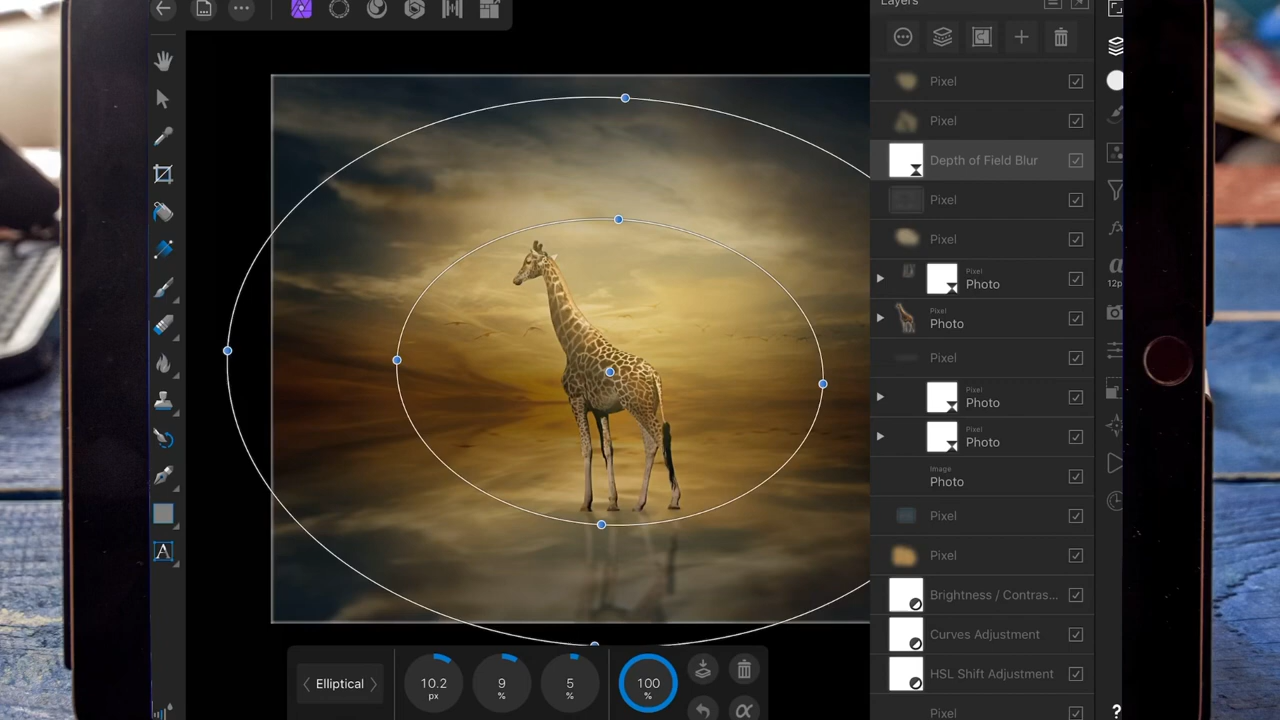 Layers
Pixel
Pixel
Depth of Field Blur
Pixel
Pixel
Pixel
Photo
Pixel
Photo
Pixel
Pixel
Photo
Pixel
Photo
Image
Photo
Pixel
Pixel
Brightness / Contras...
Curves Adjustment
HSL Shift Adjustment
Pixel
A
a
12p
fx
Elliptical
10.2
px
9
%
5
%
100
%
α
?